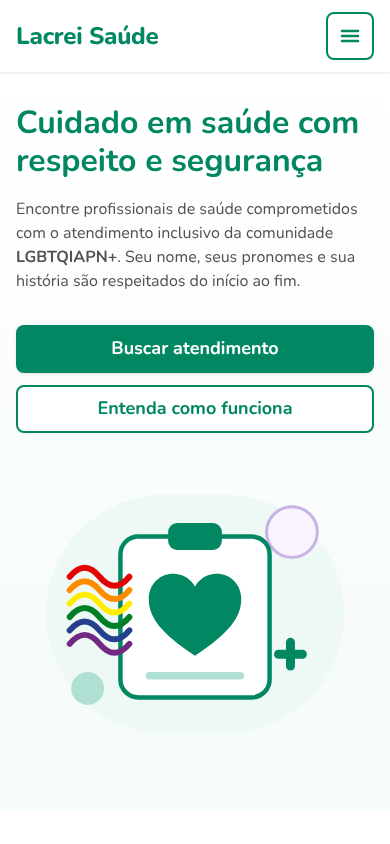 Lacrei Saúde
Cuidado em saúde com
respeito e segurança
Encontre profissionais de saúde comprometidos
com o atendimento inclusivo da comunidade
LGBTQIAPN+. Seu nome, seus pronomes e sua
história são respeitados do início ao fim.
Buscar atendimento
Entenda como funciona